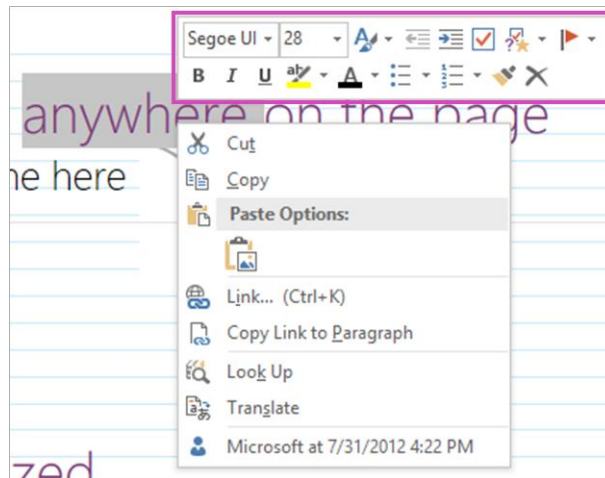 Segoe UI 28
B I U ab A
anywhere on the page
ne here
Cut
Copy
Paste Options:
Link... (Ctrl+K)
Copy Link to Paragraph
Look Up
Translate
Microsoft at 7/31/2012 4:22 PM
zed